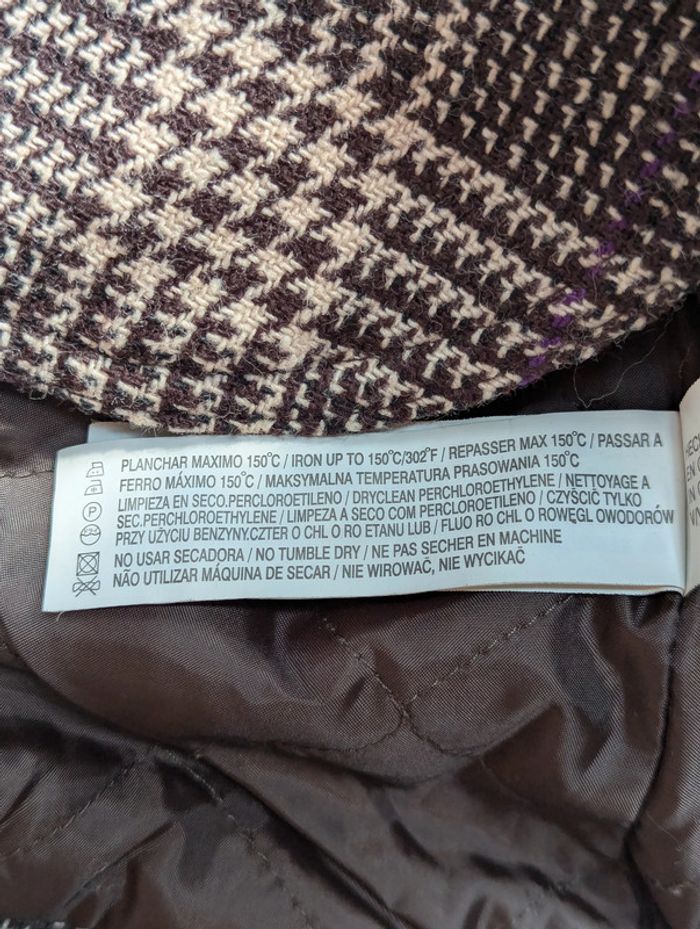 PLANCHAR MAXIMO 150°C / IRON UP TO 150°C/302°F / REPASSER MAX 150°C / PASSAR A
FERRO MÁXIMO 150°C / MAKSYMALNA TEMPERATURA PRASOWANIA 150°C
LIMPIEZA EN SECO.PERCLOROETILENO / DRYCLEAN PERCHLOROETHYLENE / NETTOYAGE A
SEC.PERCHLOROETHYLENE / LIMPEZA À SECO COM PERCLOROETILENO / CZYŚCIČ TYLKO
PRZY UŻYCIU BENZYNY.CZTER O CHL O RO ETANU LUB / FLUO RO CHL O ROWĘGL OWODORÓW
NO USAR SECADORA / NO TUMBLE DRY / NE PAS SECHER EN MACHINE
NÃO UTILIZAR MÁQUINA DE SECAR / NIE WIROWAĆ, NIE WYCIKAČ